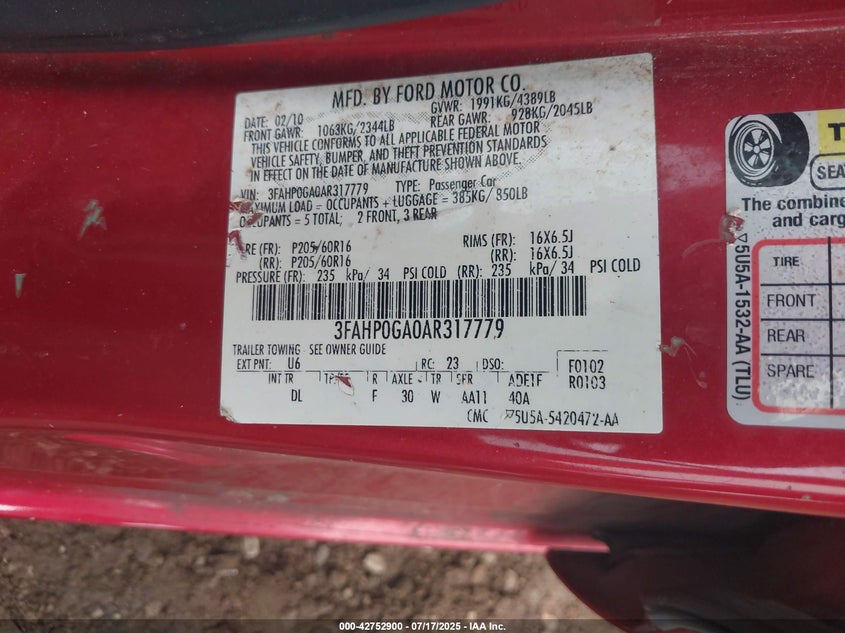 MFD. BY FORD MOTOR CO.
DATE: 02/10 GVWR: 1991KG/4389LB
FRONT GAWR: 1063KG/2344LB REAR GAWR: 928KG/2045LB
THIS VEHICLE CONFORMS TO ALL APPLICABLE FEDERAL MOTOR
VEHICLE SAFETY, BUMPER, AND THEFT PREVENTION STANDARDS
IN EFFECT ON THE DATE OF MANUFACTURE SHOWN ABOVE.
VIN: 3FAHP0GA0AR317779 TYPE: Passenger Car
MAXIMUM LOAD = OCCUPANTS + LUGGAGE = 385KG/ 850LB
OCCUPANTS = 5 TOTAL; 2 FRONT, 3 REAR
(FR): P205/60R16 RIMS (FR): 16X6.5J
(RR): P205/60R16 (RR): 16X6.5J
PRESSURE (FR): 235 kPa/ 34 PSI COLD (RR): 235 kPa/ 34 PSI COLD
3FAHP0GA0AR317779
TRAILER TOWING - SEE OWNER GUIDE
EXT PNT: U6 RC: 23 DSO: F0102
R0103
INT TR R AXLE TR SPR
DL F 30 W AA11 40A
CMC ▽5U5A-5420472-AA
▽5U5A-1532-AA (TLU)
The combine
and carg
TIRE
FRONT
REAR
SPARE
000-42752900 - 07/17/2025 - IAA Inc.